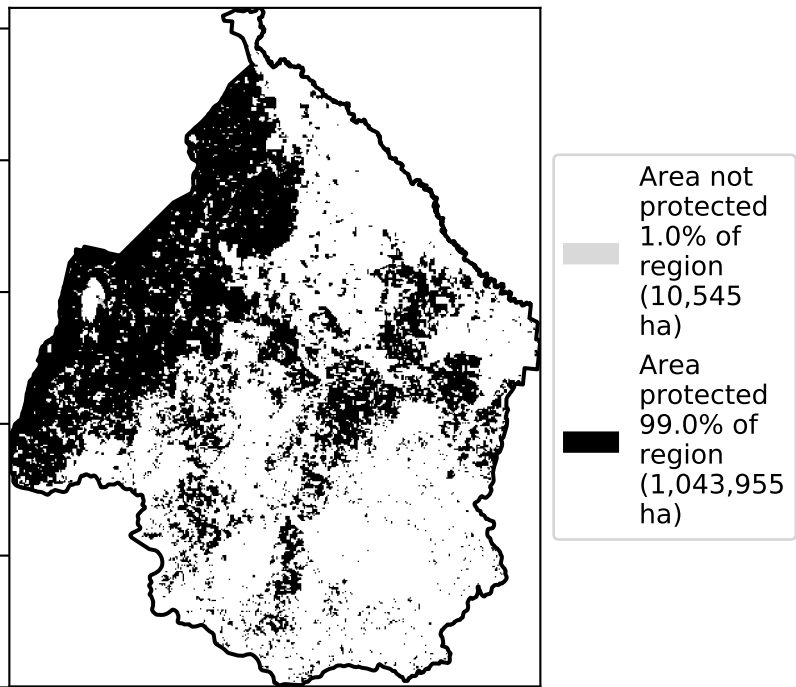 Area not
protected
1.0% of
region
(10,545
ha)
Area
protected
99.0% of
region
(1,043,955
ha)